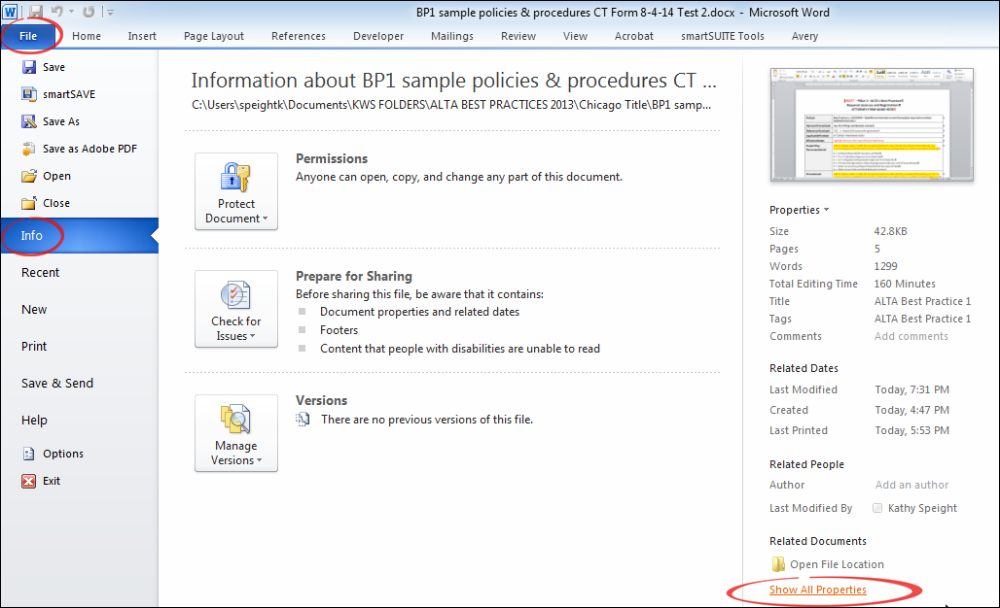 BP1 sample policies & procedures CT Form 8-4-14 Test 2.docx - Microsoft Word
File Home Insert Page Layout References Developer Mailings Review View Acrobat smartSUITE Tools Avery
Save
smartSAVE
Save As
Save as Adobe PDF
Open
Close
Info
Recent
New
Print
Save & Send
Help
Options
Exit
Information about BP1 sample policies & procedures CT ...
C:\Users\speightk\Documents\KWS FOLDERS\ALTA BEST PRACTICES 2013\Chicago Title\BP1 samp...
Protect
Document
Permissions
Anyone can open, copy, and change any part of this document.
Check for
Issues
Prepare for Sharing
Before sharing this file, be aware that it contains:
Document properties and related dates
Footers
Content that people with disabilities are unable to read
Manage
Versions
Versions
There are no previous versions of this file.
Properties
Size 42.8KB
Pages 5
Words 1299
Total Editing Time 160 Minutes
Title ALTA Best Practice 1
Tags ALTA Best Practice 1
Comments Add comments
Related Dates
Last Modified Today, 7:31 PM
Created Today, 4:47 PM
Last Printed Today, 5:53 PM
Related People
Author Add an author
Last Modified By Kathy Speight
Related Documents
Open File Location
Show All Properties